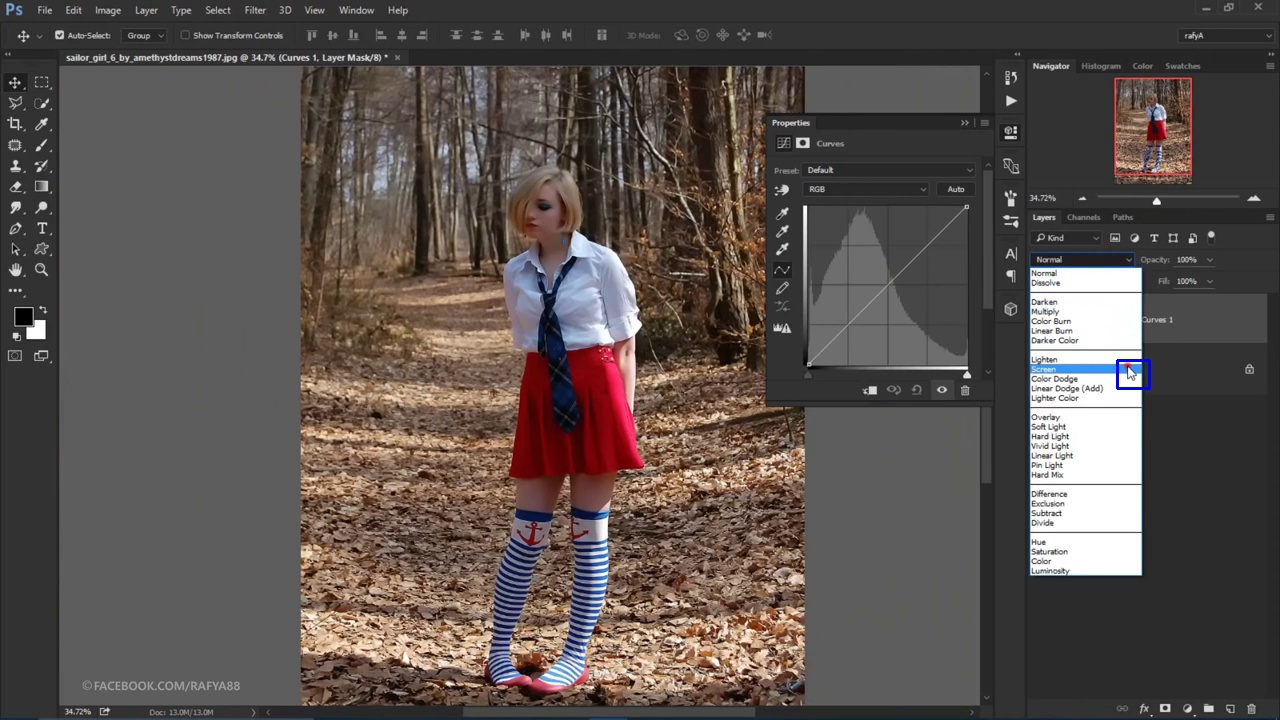 Ps File Edit Image Layer Type Select Filter 3D View Window Help
Auto-Select: Group Show Transform Controls 3D Mode: rafyA
sailor_girl_6_by_amethystdreams1987.jpg @ 34.7% (Curves 1, Layer Mask/8) *
Navigator Histogram Color Swatches
Properties
Curves
Preset: Default
RGB Auto
34.72%
Layers Channels Paths
Kind
Normal Opacity: 100%
Normal
Dissolve
Fill: 100%
Darken
Multiply
Color Burn
Linear Burn
Darker Color
Curves 1
Lighten
Screen
Color Dodge
Linear Dodge (Add)
Lighter Color
Overlay
Soft Light
Hard Light
Vivid Light
Linear Light
Pin Light
Hard Mix
Difference
Exclusion
Subtract
Divide
Hue
Saturation
Color
Luminosity
©FACEBOOK.COM/RAFYA88
34.72% Doc: 13.0M/13.0M